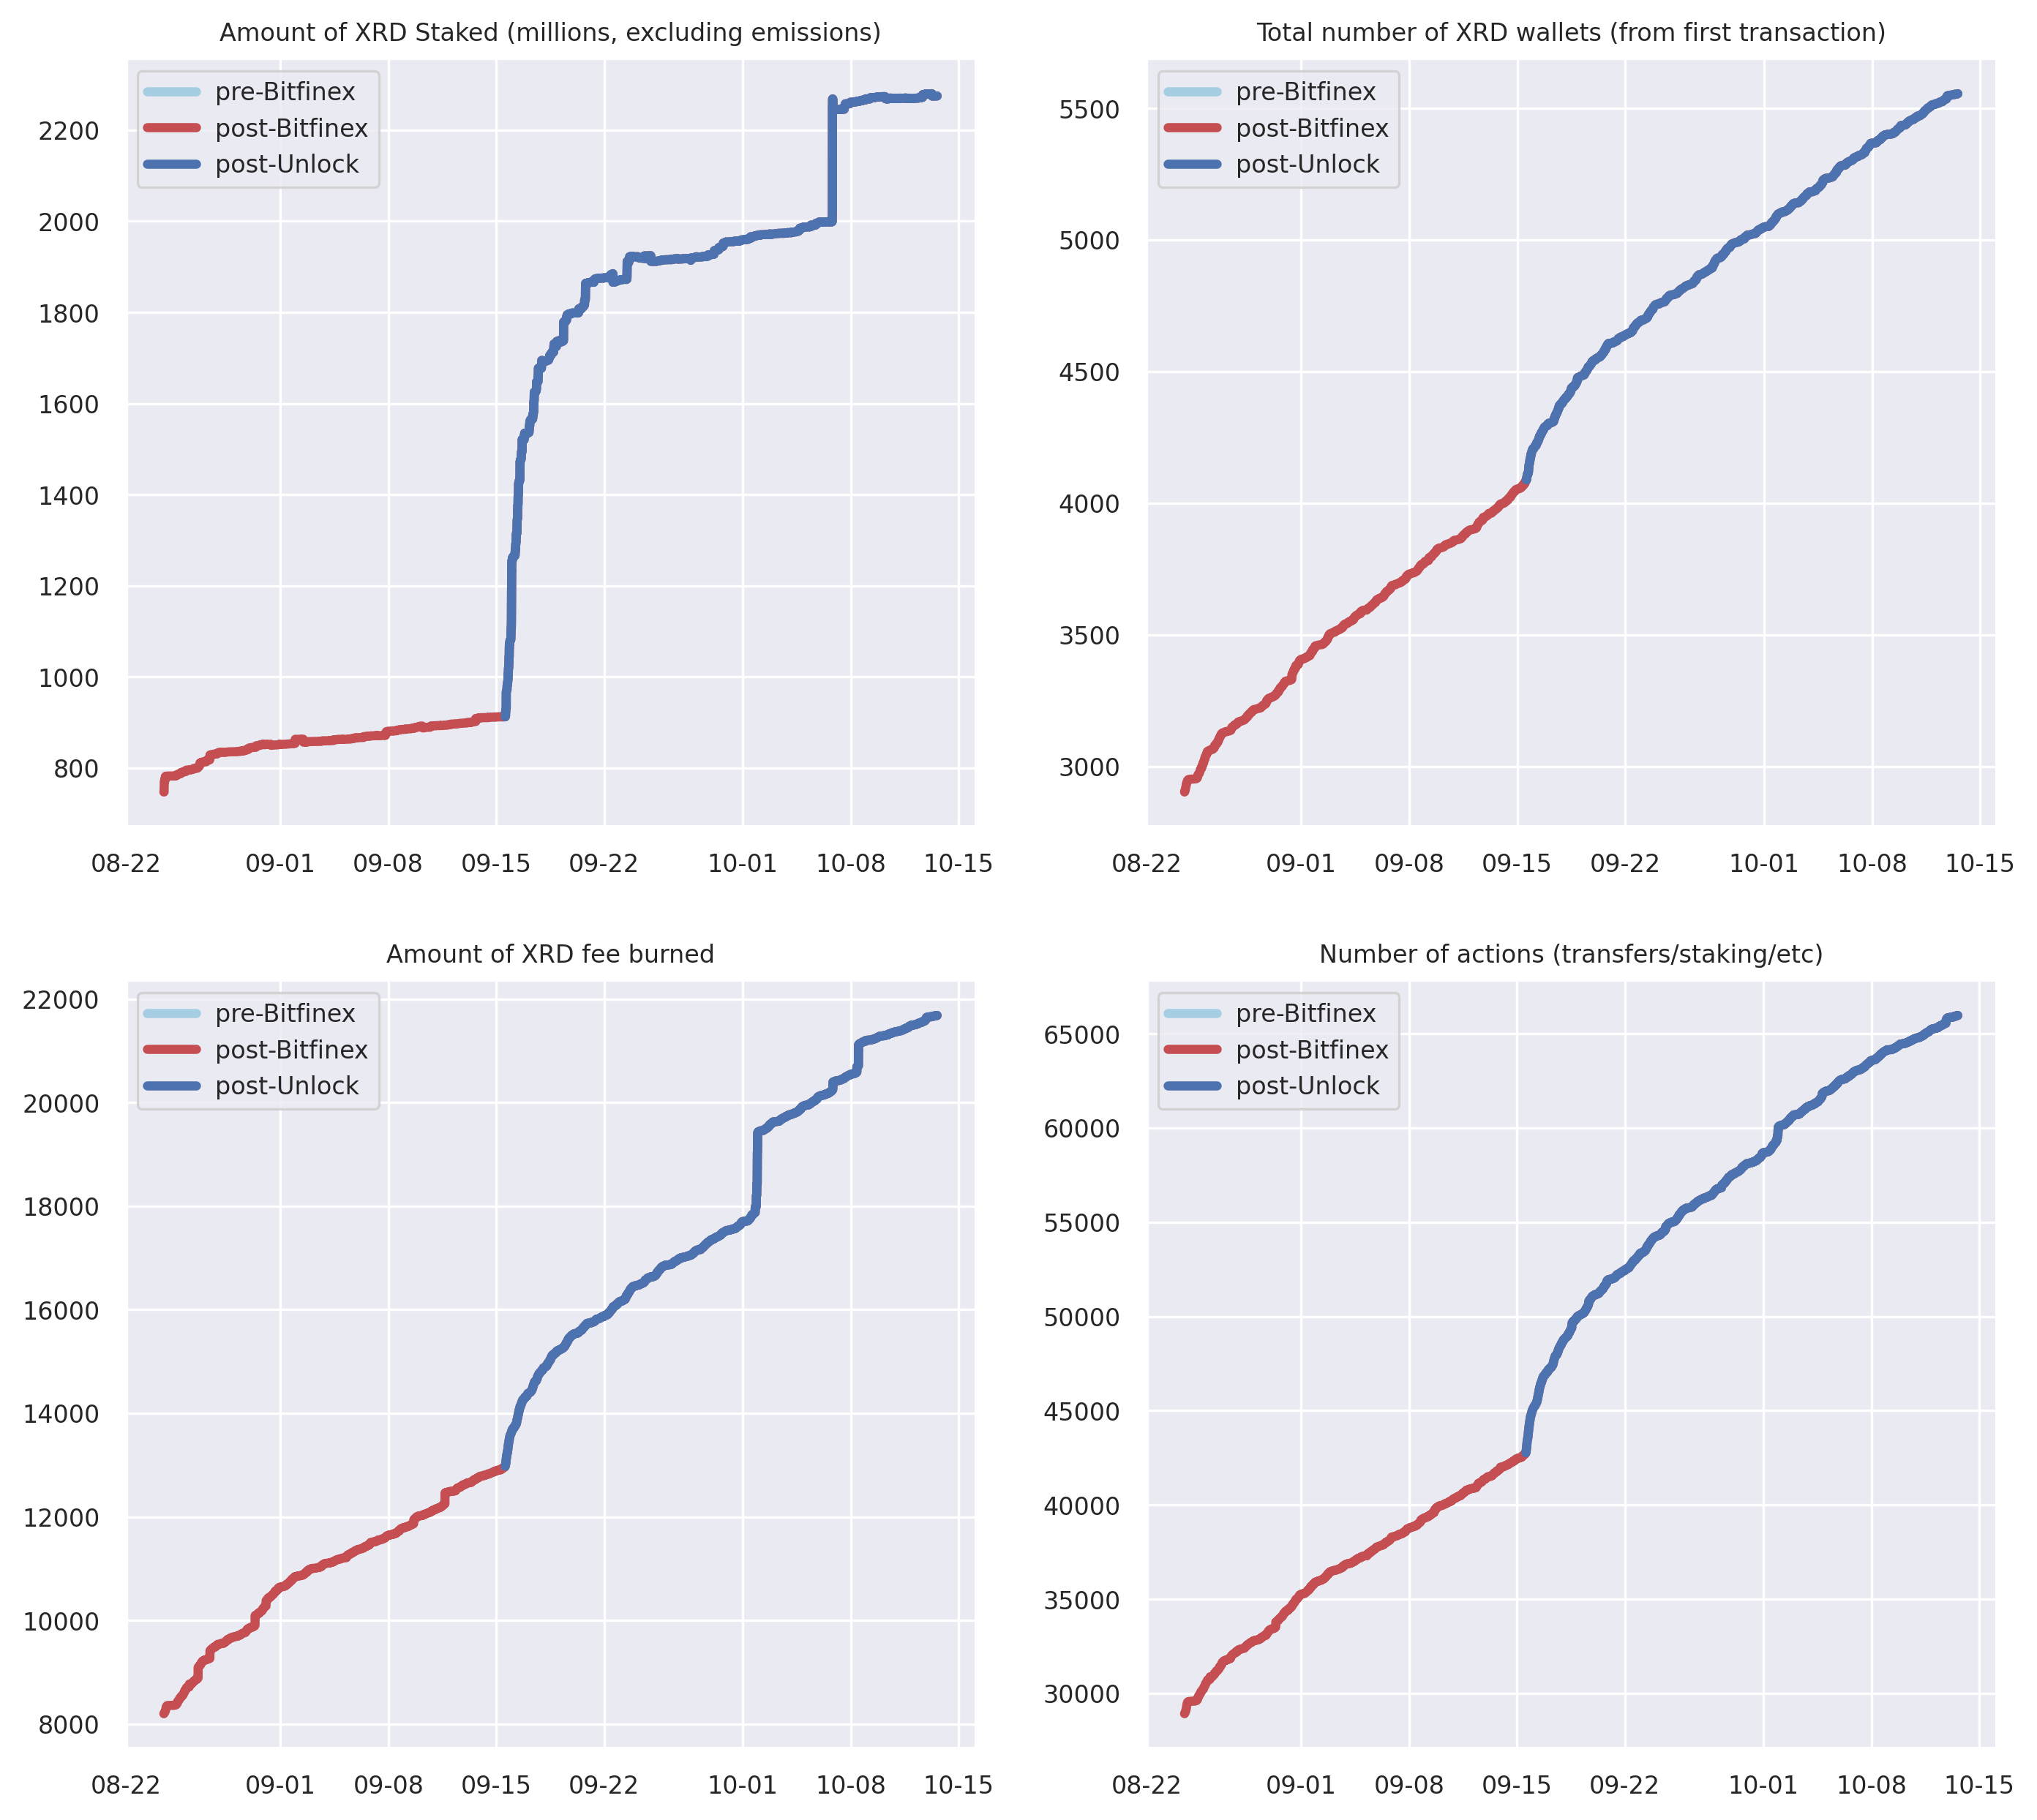 Amount of XRD Staked (millions, excluding emissions)
pre-Bitfinex
post-Bitfinex
post-Unlock
2200
2000
1800
1600
1400
1200
1000
800
08-22 09-01 09-08 09-15 09-22 10-01 10-08 10-15
Total number of XRD wallets (from first transaction)
pre-Bitfinex
post-Bitfinex
post-Unlock
5500
5000
4500
4000
3500
3000
08-22 09-01 09-08 09-15 09-22 10-01 10-08 10-15
Amount of XRD fee burned
pre-Bitfinex
post-Bitfinex
post-Unlock
22000
20000
18000
16000
14000
12000
10000
8000
08-22 09-01 09-08 09-15 09-22 10-01 10-08 10-15
Number of actions (transfers/staking/etc)
pre-Bitfinex
post-Bitfinex
post-Unlock
65000
60000
55000
50000
45000
40000
35000
30000
08-22 09-01 09-08 09-15 09-22 10-01 10-08 10-15